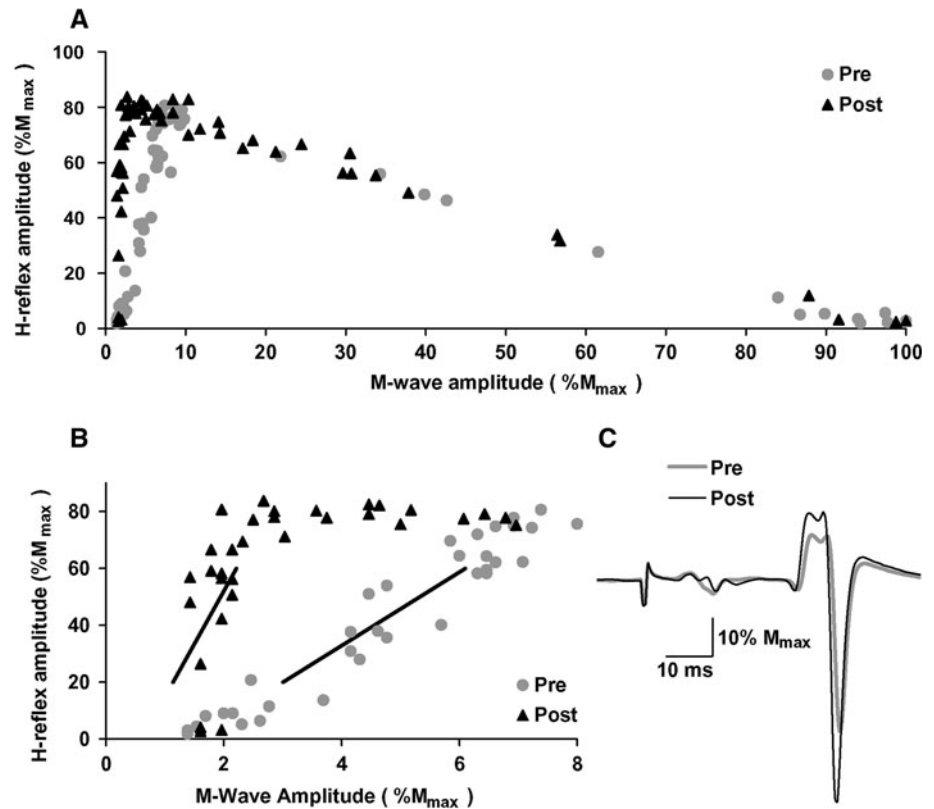 A
H-reflex amplitude (%Mmax)
100
80
60
40
20
0
0 10 20 30 40 50 60 70 80 90 100
M-wave amplitude ( %Mmax)
Pre
Post
B
H-reflex amplitude (%Mmax)
80
60
40
20
0
0 2 4 6 8
M-Wave Amplitude ( %Mmax)
Pre
Post
C
Pre
Post
10% Mmax
10 ms